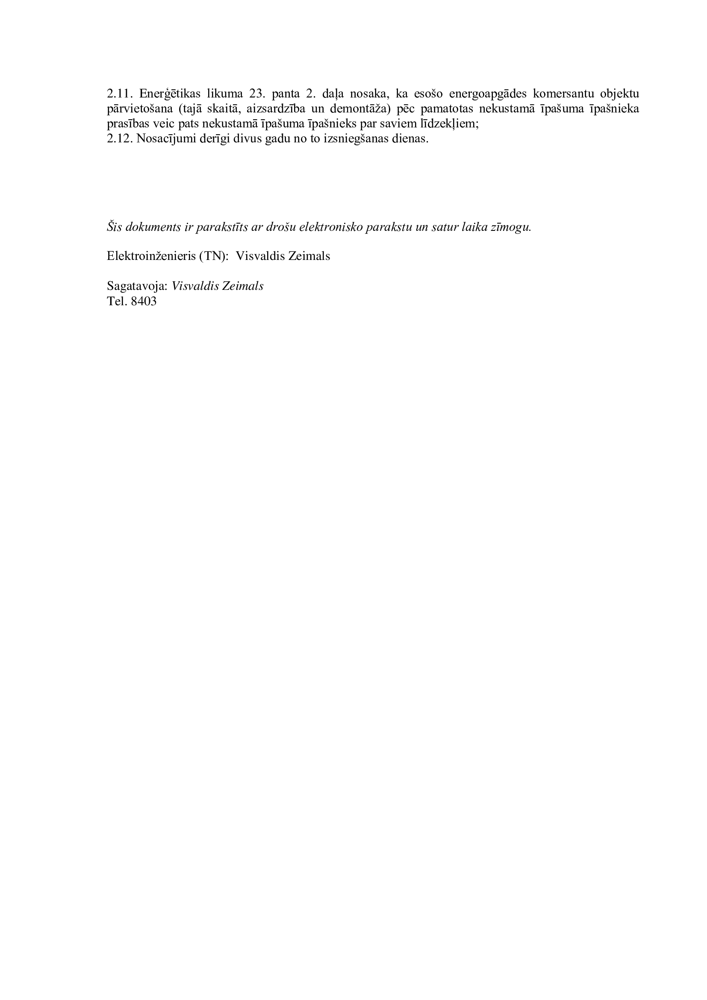 2.11. Enerģētikas likuma 23. panta 2. daļa nosaka, ka esošo energoapgādes komersantu objektu
pārvietošana (tajā skaitā, aizsardzība un demontāža) pēc pamatotas nekustamā īpašuma īpašnieka
prasības veic pats nekustamā īpašuma īpašnieks par saviem līdzekļiem;
2.12. Nosacījumi derīgi divus gadu no to izsniegšanas dienas.
Šis dokuments ir parakstīts ar drošu elektronisko parakstu un satur laika zīmogu.
Elektroinženieris (TN): Visvaldis Zeimals
Sagatavoja: Visvaldis Zeimals
Tel. 8403